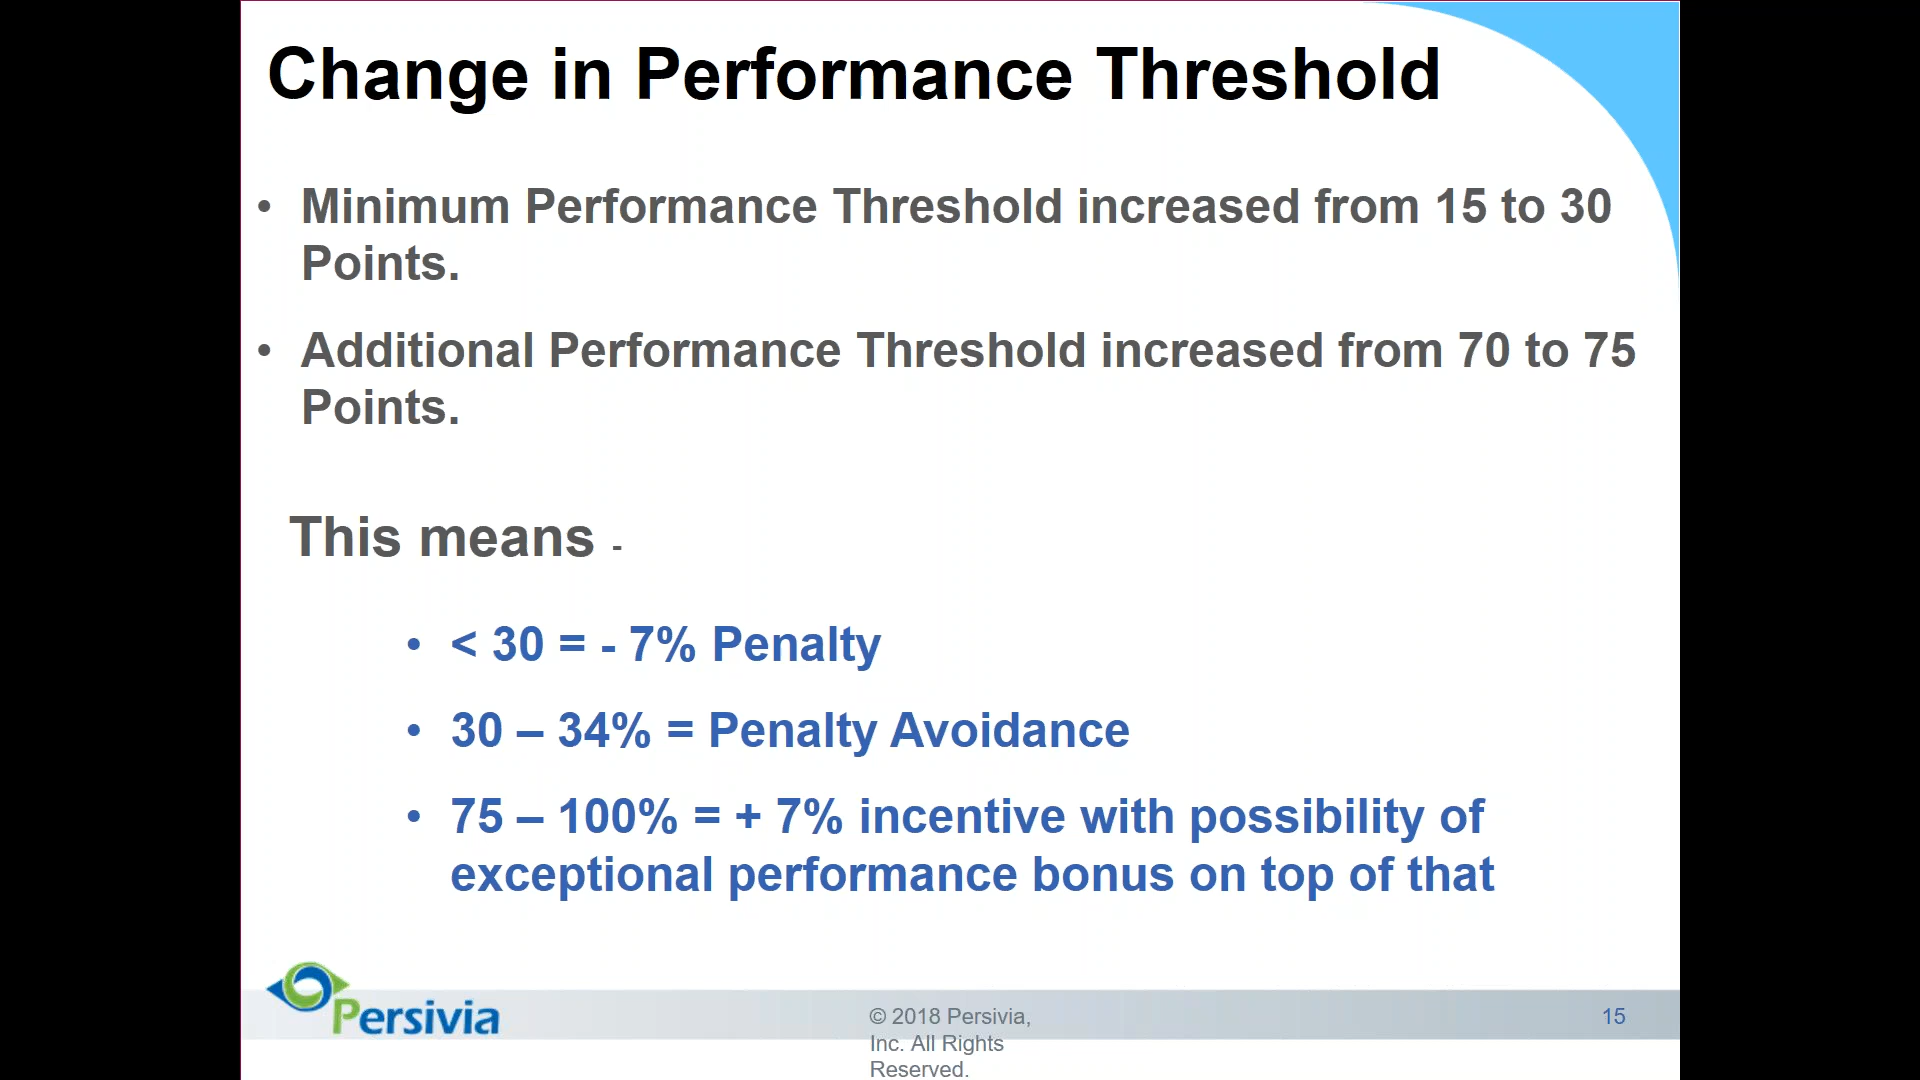 Change in Performance Threshold
• Minimum Performance Threshold increased from 15 to 30
Points.
• Additional Performance Threshold increased from 70 to 75
Points.
This means -
• < 30 = - 7% Penalty
• 30 – 34% = Penalty Avoidance
• 75 – 100% = + 7% incentive with possibility of
exceptional performance bonus on top of that
Persivia
© 2018 Persivia,
Inc. All Rights
Reserved.
15